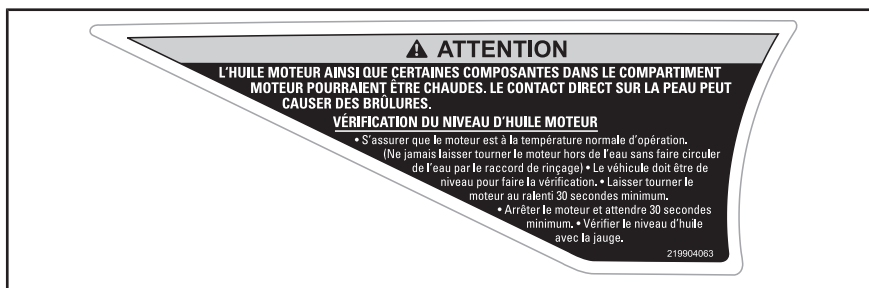 ATTENTION
L'HUILE MOTEUR AINSI QUE CERTAINES COMPOSANTES DANS LE COMPARTIMENT
MOTEUR POURRAIENT ÊTRE CHAUDES. LE CONTACT DIRECT SUR LA PEAU PEUT
CAUSER DES BRÛLURES.
VÉRIFICATION DU NIVEAU D'HUILE MOTEUR
• S'assurer que le moteur est à la température normale d'opération.
(Ne jamais laisser tourner le moteur hors de l'eau sans faire circuler
de l'eau par le raccord de rinçage) • Le véhicule doit être de
niveau pour faire la vérification. • Laisser tourner le
moteur au ralenti 30 secondes minimum.
• Arrêter le moteur et attendre 30 secondes
minimum. • Vérifier le niveau d'huile
avec la jauge.
219904063